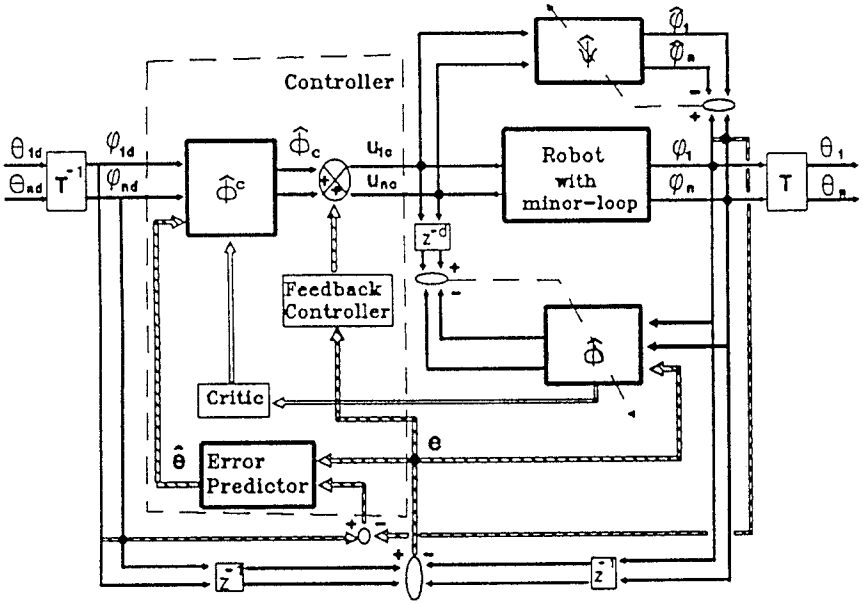 φ̂₁
Ψ̂
φ̂ₙ
Controller
−
+
θ₁d
φ₁d
Φ̂c
u₁c
Robot
with
minor-loop
φ₁
θ₁
T⁻¹
Φ̂ᶜ
+
+
T
θₙd
φₙd
uₙc
φₙ
θₙ
z⁻ᵈ
+
−
Feedback
Controller
Φ̂
Critic
e
ê
Error
Predictor
+
−
+
−
z⁻¹
z⁻¹